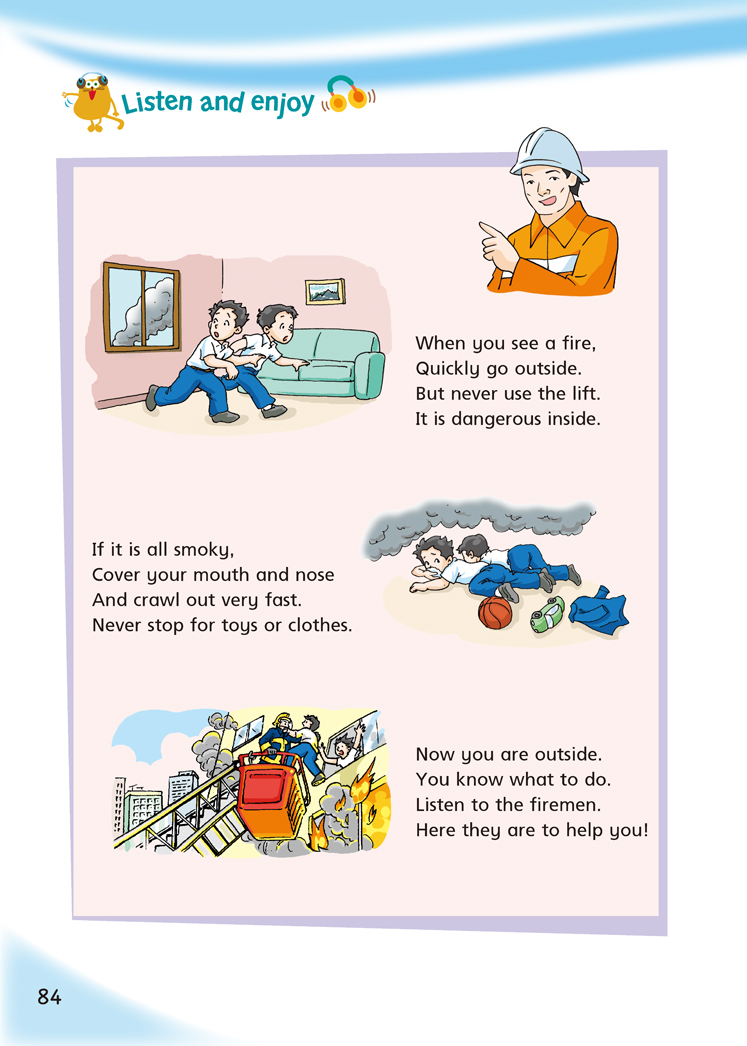 Listen and enjoy
When you see a fire,
Quickly go outside.
But never use the lift.
It is dangerous inside.
If it is all smoky,
Cover your mouth and nose
And crawl out very fast.
Never stop for toys or clothes.
Now you are outside.
You know what to do.
Listen to the firemen.
Here they are to help you!
84